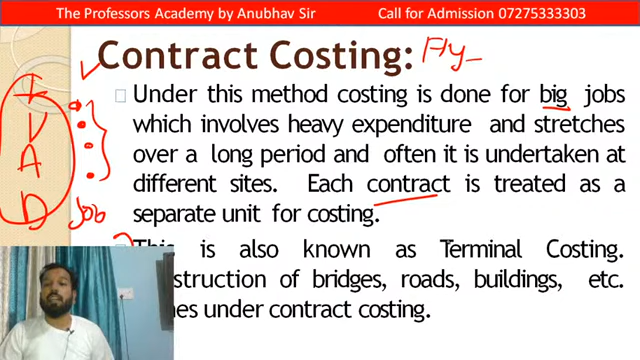 The Professors Academy by Anubhav Sir Call for Admission 07275333303
Contract Costing: Fly
Under this method costing is done for big jobs
which involves heavy expenditure and stretches
over a long period and often it is undertaken at
different sites. Each contract is treated as a
separate unit for costing.
This is also known as Terminal Costing.
struction of bridges, roads, buildings, etc.
es under contract costing.
V
A
D
Job